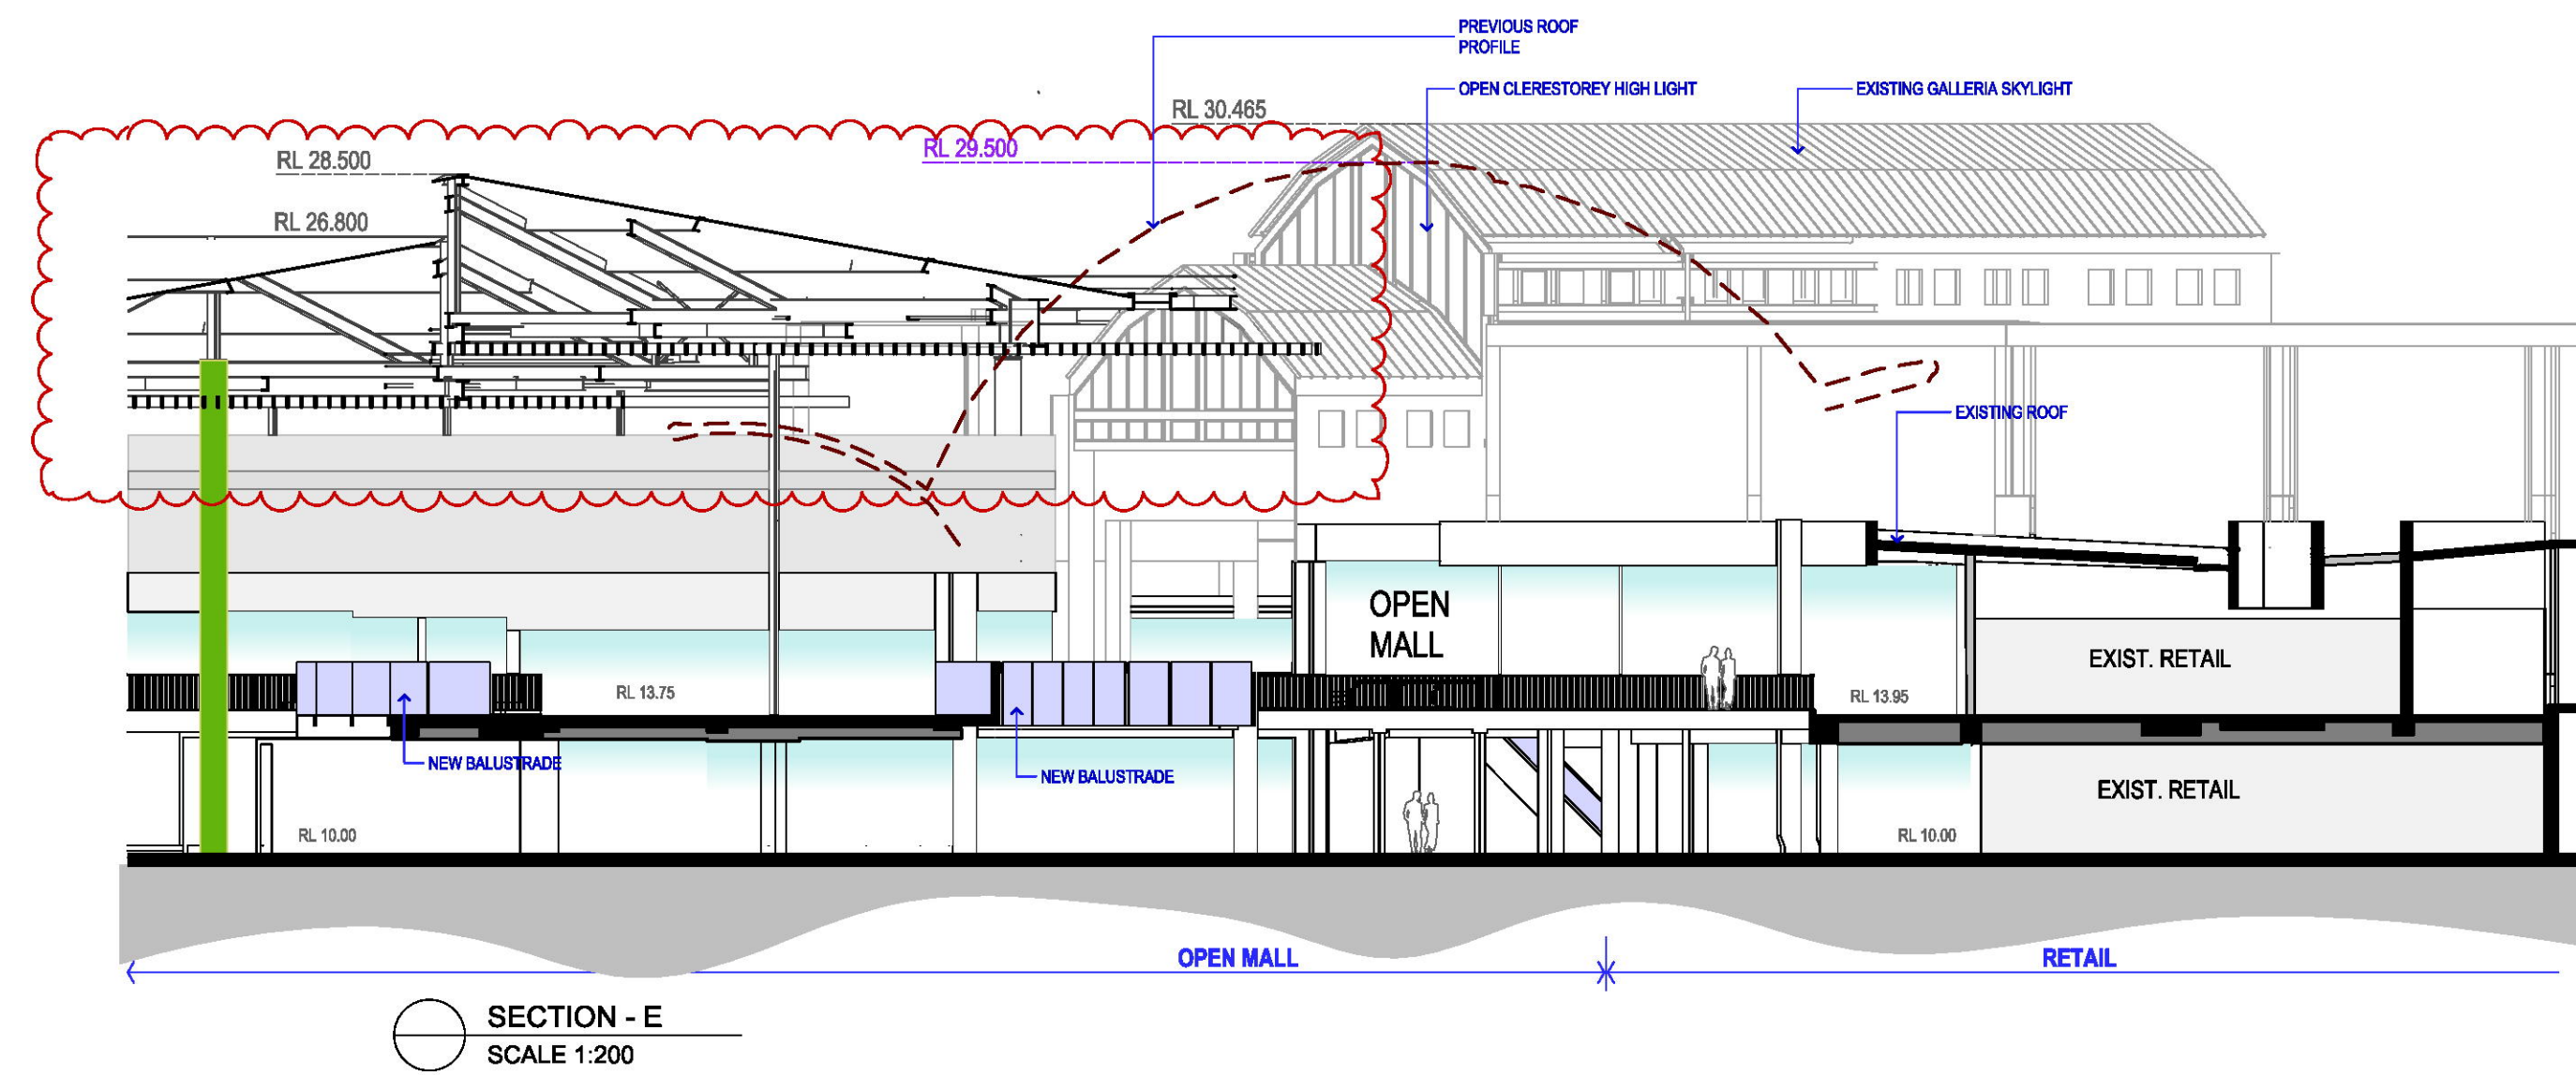 PREVIOUS ROOF
PROFILE
OPEN CLERESTOREY HIGH LIGHT
EXISTING GALLERIA SKYLIGHT
RL 30.465
RL 29.500
RL 28.500
RL 26.800
EXISTING ROOF
OPEN
MALL
EXIST. RETAIL
RL 13.75
RL 13.95
NEW BALUSTRADE
NEW BALUSTRADE
EXIST. RETAIL
RL 10.00
RL 10.00
OPEN MALL
RETAIL
SECTION - E
SCALE 1:200